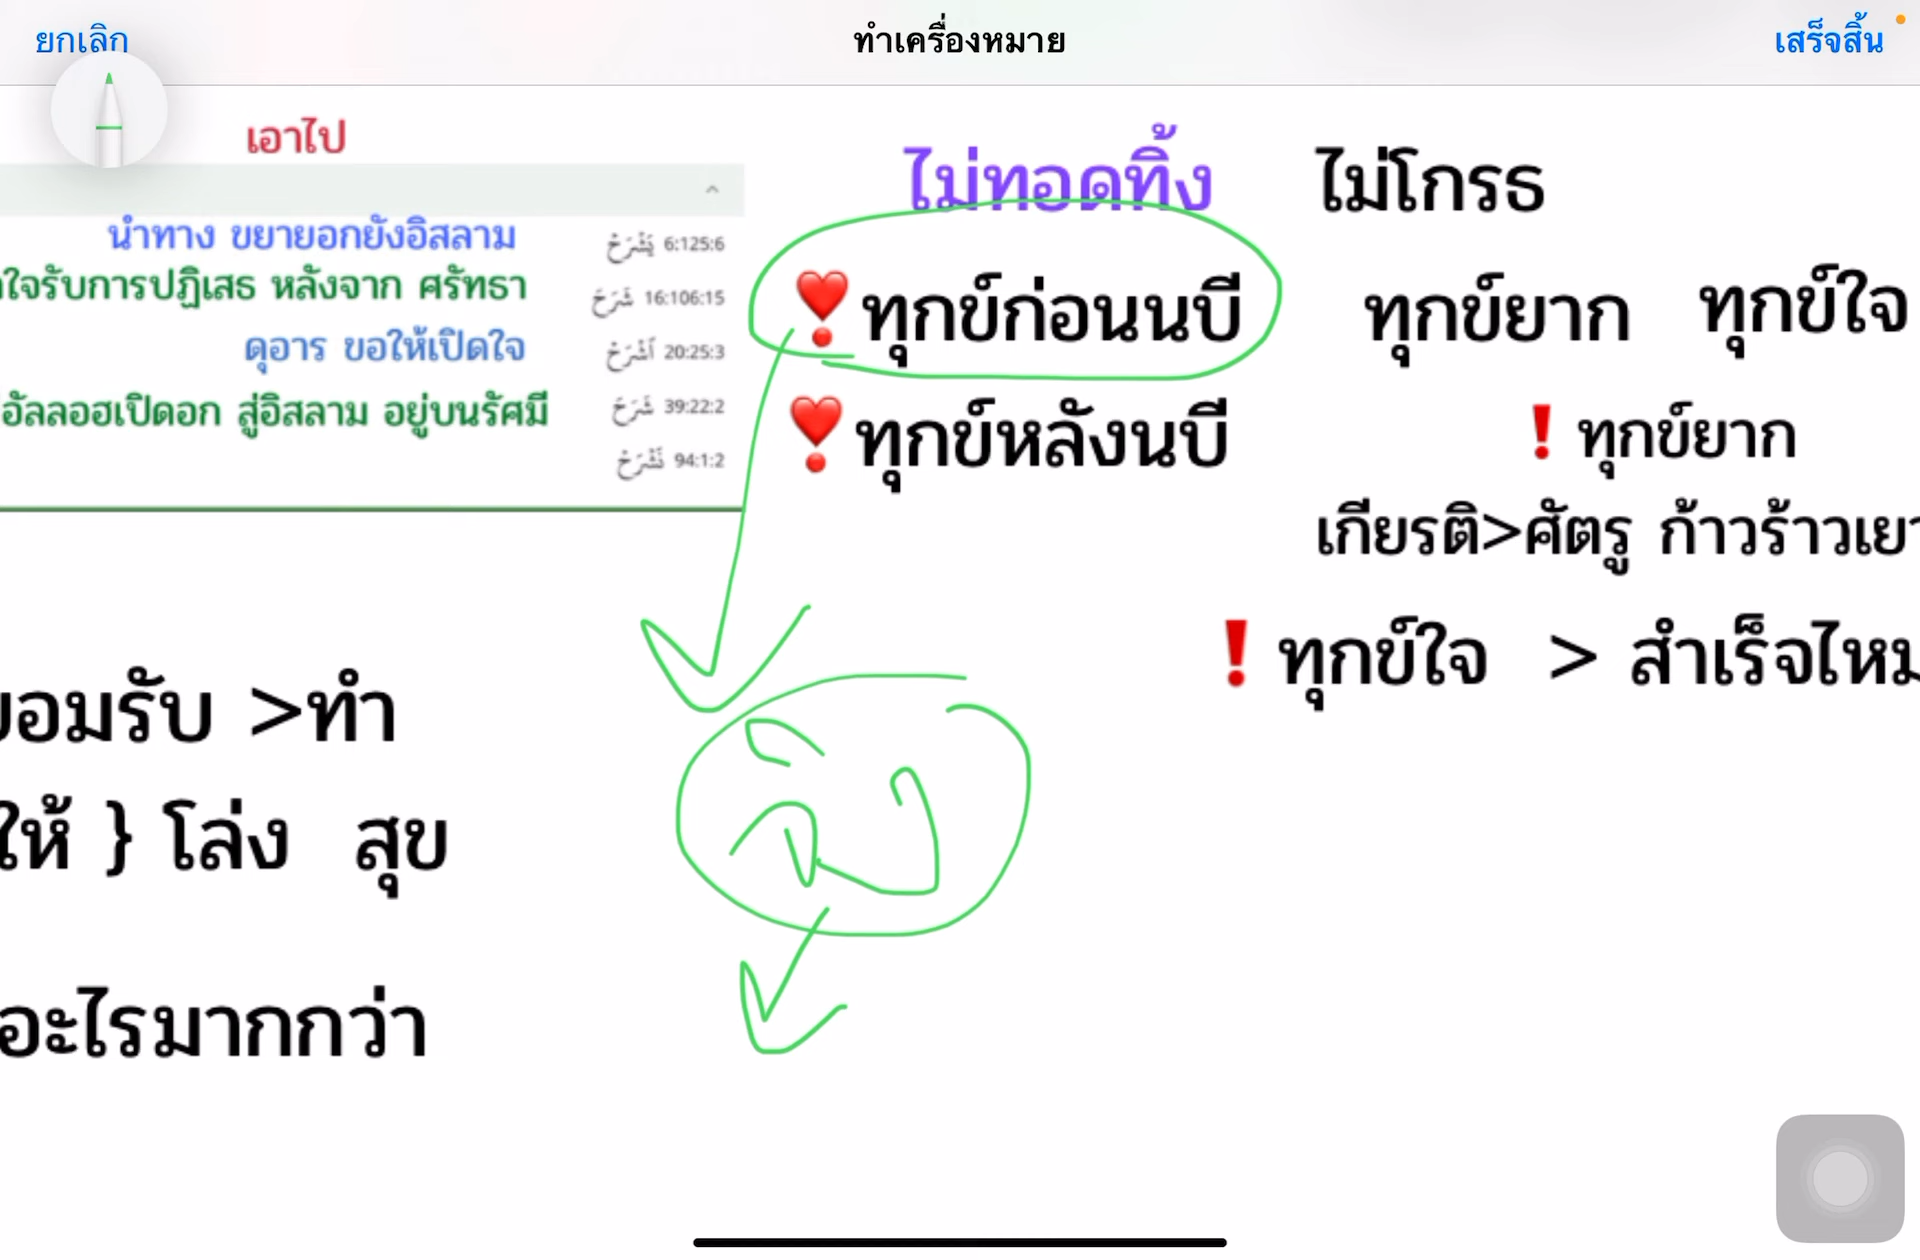 ยกเลิก ทำเครื่องหมาย เสร็จสิ้น
เอาไป
นำทาง ขยายอกยังอิสลาม
يَشْرَحْ 6:125:6
ใจรับการปฏิเสธ หลังจาก ศรัทธา
شَرَحَ 16:106:15
ดุอาร ขอให้เปิดใจ
ٱشْرَحْ 20:25:3
อัลลอฮเปิดอก สู่อิสลาม อยู่บนรัศมี
شَرَحَ 39:22:2
نَشْرَحْ 94:1:2
ไม่ทอดทิ้ง ไม่โกรธ
❣️ทุกข์ก่อนนบี ทุกข์ยาก ทุกข์ใจ
❣️ทุกข์หลังนบี ❗ทุกข์ยาก
เกียรติ>ศัตรู ก้าวร้าวเยา
❗ทุกข์ใจ > สำเร็จไหม
ยอมรับ >ทำ
ให้ } โล่ง สุข
อะไรมากกว่า